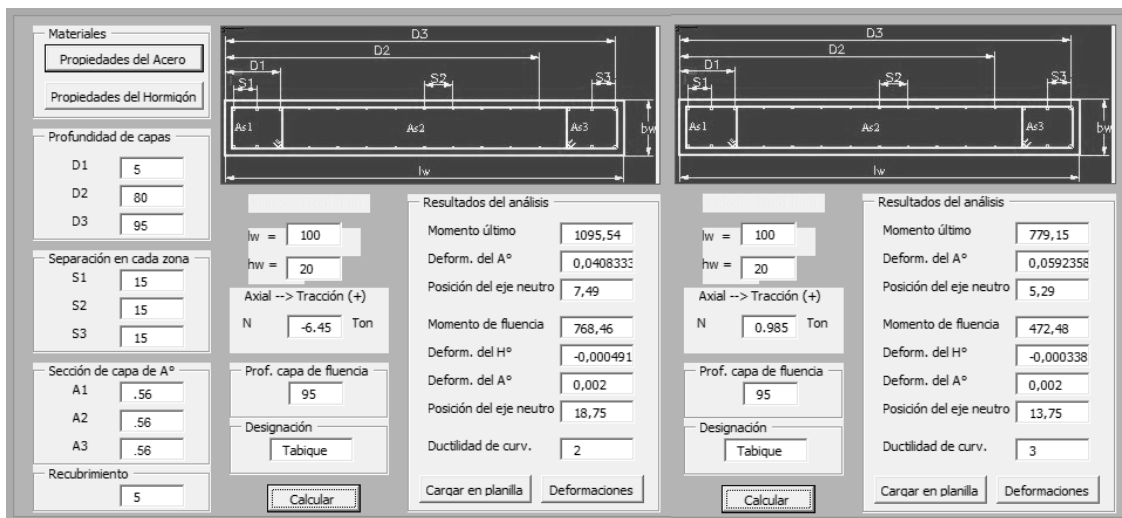 Materiales
Propiedades del Acero
Propiedades del Hormigón
Profundidad de capas
D1 5
D2 80
D3 95
Separación en cada zona
S1 15
S2 15
S3 15
Sección de capa de A°
A1 .56
A2 .56
A3 .56
Recubrimiento
5
D3
D2
D1
S1 S2 S3
As1 As2 As3 bw
lw
lw = 100
hw = 20
Axial --> Tracción (+)
N -6.45 Ton
Prof. capa de fluencia
95
Designación
Tabique
Calcular
Resultados del análisis
Momento último 1095,54
Deform. del A° 0,0408333
Posición del eje neutro 7,49
Momento de fluencia 768,46
Deform. del H° -0,000491
Deform. del A° 0,002
Posición del eje neutro 18,75
Ductilidad de curv. 2
Cargar en planilla Deformaciones
D3
D2
D1
S1 S2 S3
As1 As2 As3 bw
lw
lw = 100
hw = 20
Axial --> Tracción (+)
N 0.985 Ton
Prof. capa de fluencia
95
Designación
Tabique
Calcular
Resultados del análisis
Momento último 779,15
Deform. del A° 0,0592358
Posición del eje neutro 5,29
Momento de fluencia 472,48
Deform. del H° -0,000338
Deform. del A° 0,002
Posición del eje neutro 13,75
Ductilidad de curv. 3
Cargar en planilla Deformaciones